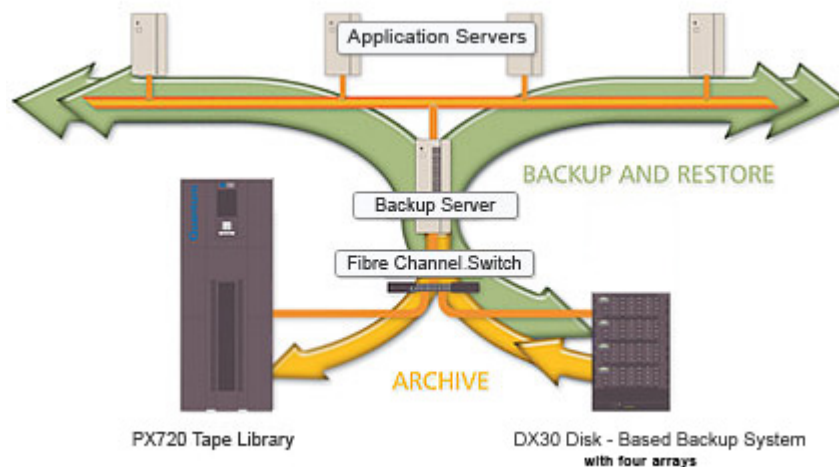 Application Servers
BACKUP AND RESTORE
Backup Server
Fibre Channel.Switch
ARCHIVE
PX720 Tape Library
DX30 Disk - Based Backup System
with four arrays